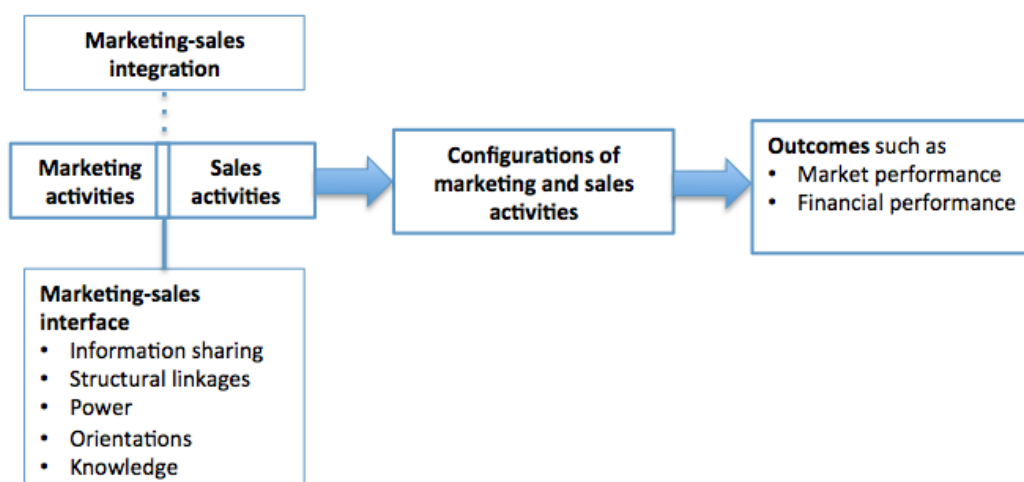 Marketing-sales
integration
Marketing
activities
Sales
activities
Configurations of
marketing and sales
activities
Outcomes such as
• Market performance
• Financial performance
Marketing-sales
interface
• Information sharing
• Structural linkages
• Power
• Orientations
• Knowledge